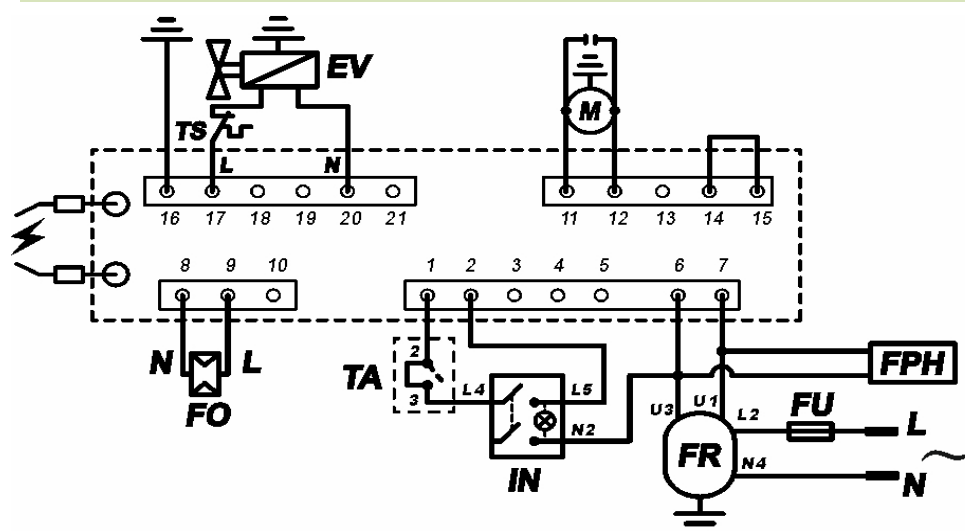 EV
TS
L N
M
16 17 18 19 20 21
11 12 13 14 15
8 9 10
1 2 3 4 5 6 7
N L
FO
TA
2
3
L4 L5
N2
IN
U3 U1
FPH
L2 FU L
FR
N4 N
~